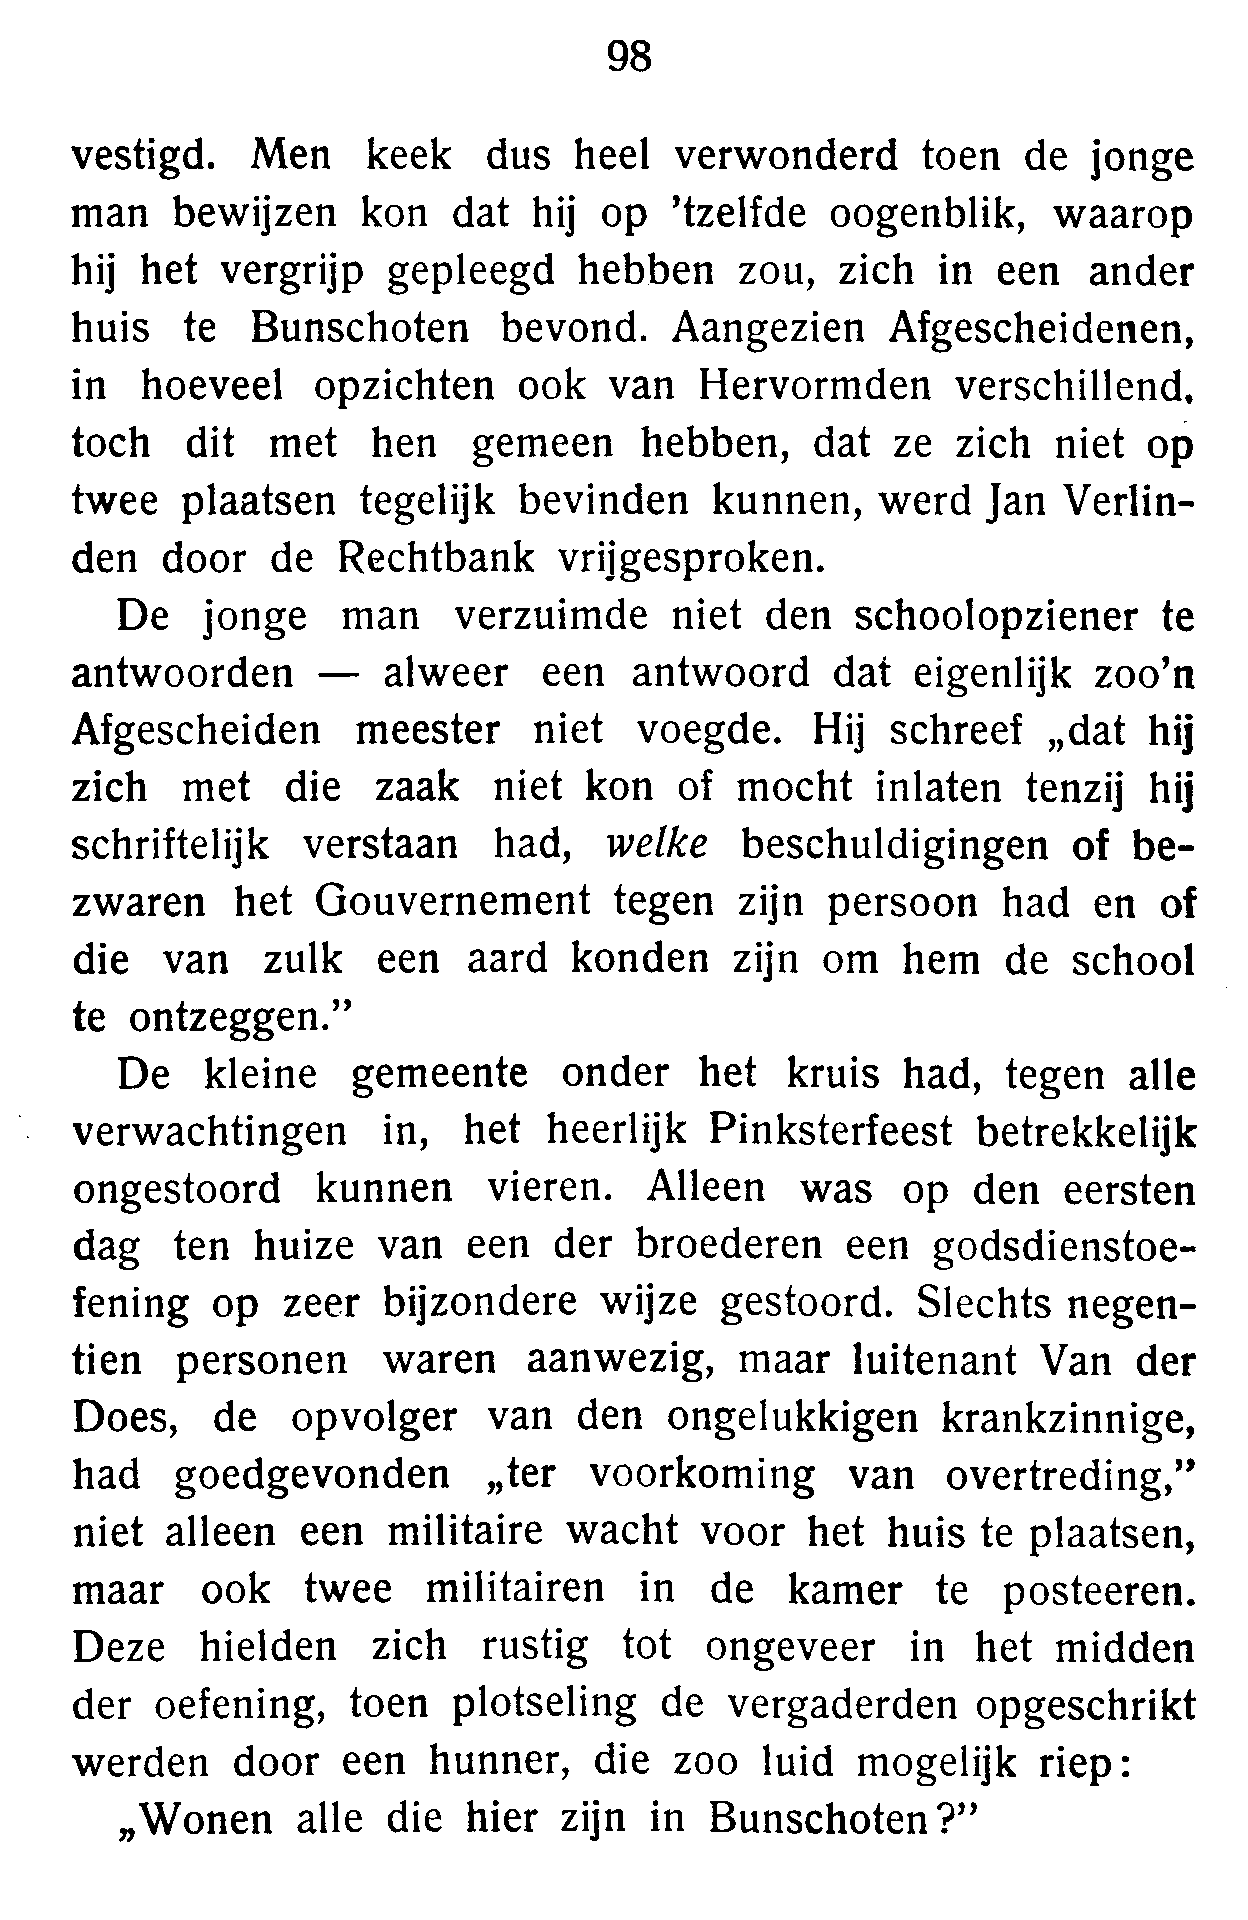 98
vestigd. Men keek dus heel verwonderd toen de jonge
man bewijzen kon dat hij op ’tzelfde oogenblik, waarop
hij het vergrijp gepleegd hebben zou, zich in een ander
huis te Bunschoten bevond. Aangezien Afgescheidenen,
in hoeveel opzichten ook van Hervormden verschillend,
toch dit met hen gemeen hebben, dat ze zich niet op
twee plaatsen tegelijk bevinden kunnen, werd Jan Verlin-
den door de Rechtbank vrijgesproken.
De jonge man verzuimde niet den schoolopziener te
antwoorden — alweer een antwoord dat eigenlijk zoo’n
Afgescheiden meester niet voegde. Hij schreef „dat hij
zich met die zaak niet kon of mocht inlaten tenzij hij
schriftelijk verstaan had, welke beschuldigingen of be-
zwaren het Gouvernement tegen zijn persoon had en of
die van zulk een aard konden zijn om hem de school
te ontzeggen.”
De kleine gemeente onder het kruis had, tegen alle
verwachtingen in, het heerlijk Pinksterfeest betrekkelijk
ongestoord kunnen vieren. Alleen was op den eersten
dag ten huize van een der broederen een godsdienstoe-
fening op zeer bijzondere wijze gestoord. Slechts negen-
tien personen waren aanwezig, maar luitenant Van der
Does, de opvolger van den ongelukkigen krankzinnige,
had goedgevonden „ter voorkoming van overtreding,”
niet alleen een militaire wacht voor het huis te plaatsen,
maar ook twee militairen in de kamer te posteeren.
Deze hielden zich rustig tot ongeveer in het midden
der oefening, toen plotseling de vergaderden opgeschrikt
werden door een hunner, die zoo luid mogelijk riep:
„Wonen alle die hier zijn in Bunschoten?”